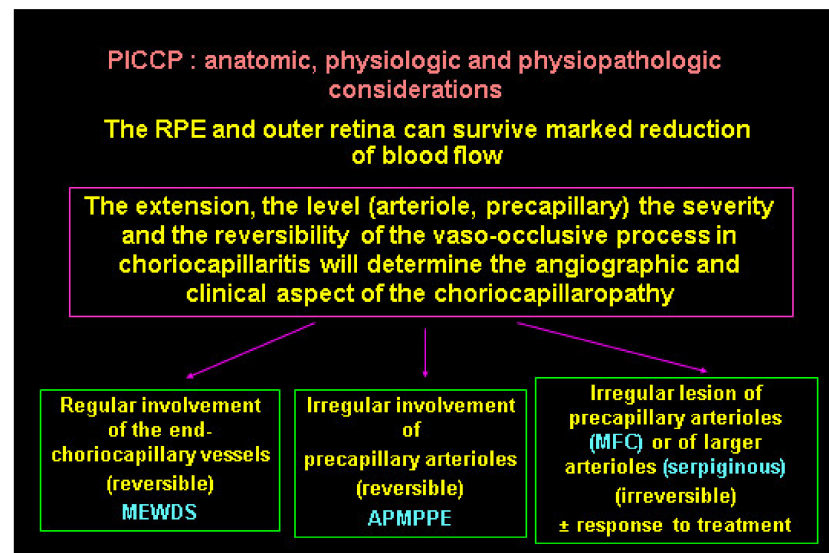 PICCP : anatomic, physiologic and physiopathologic
considerations
The RPE and outer retina can survive marked reduction
of blood flow
The extension, the level (arteriole, precapillary) the severity
and the reversibility of the vaso-occlusive process in
choriocapillaritis will determine the angiographic and
clinical aspect of the choriocapillaropathy
Regular involvement
of the end-
choriocapillary vessels
(reversible)
MEWDS
Irregular involvement
of
precapillary arterioles
(reversible)
APMPPE
Irregular lesion of
precapillary arterioles
(MFC) or of larger
arterioles (serpiginous)
(irreversible)
± response to treatment